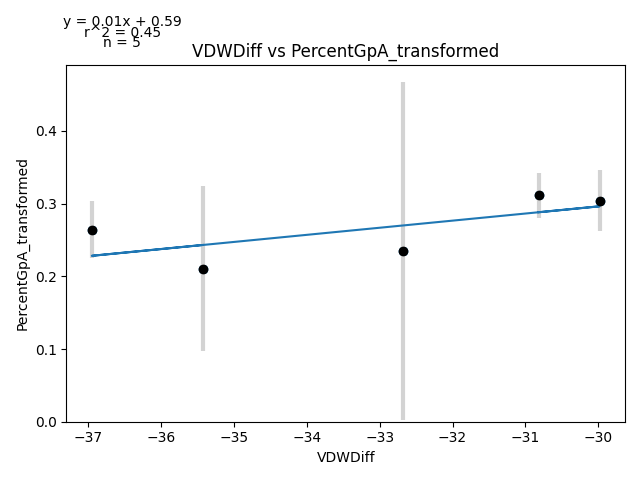 y = 0.01x + 0.59
r^2 = 0.45
n = 5
VDWDiff vs PercentGpA_transformed
PercentGpA_transformed
0.4
0.3
0.2
0.1
0.0
−37 −36 −35 −34 −33 −32 −31 −30
VDWDiff